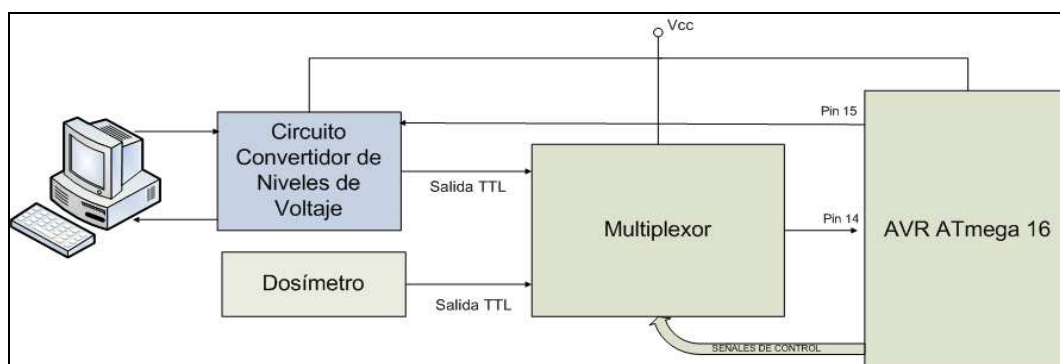 Vcc
Circuito
Convertidor de
Niveles de
Voltaje
Pin 15
Salida TTL
Multiplexor
Pin 14
AVR ATmega 16
Dosímetro
Salida TTL
SEÑALES DE CONTROL